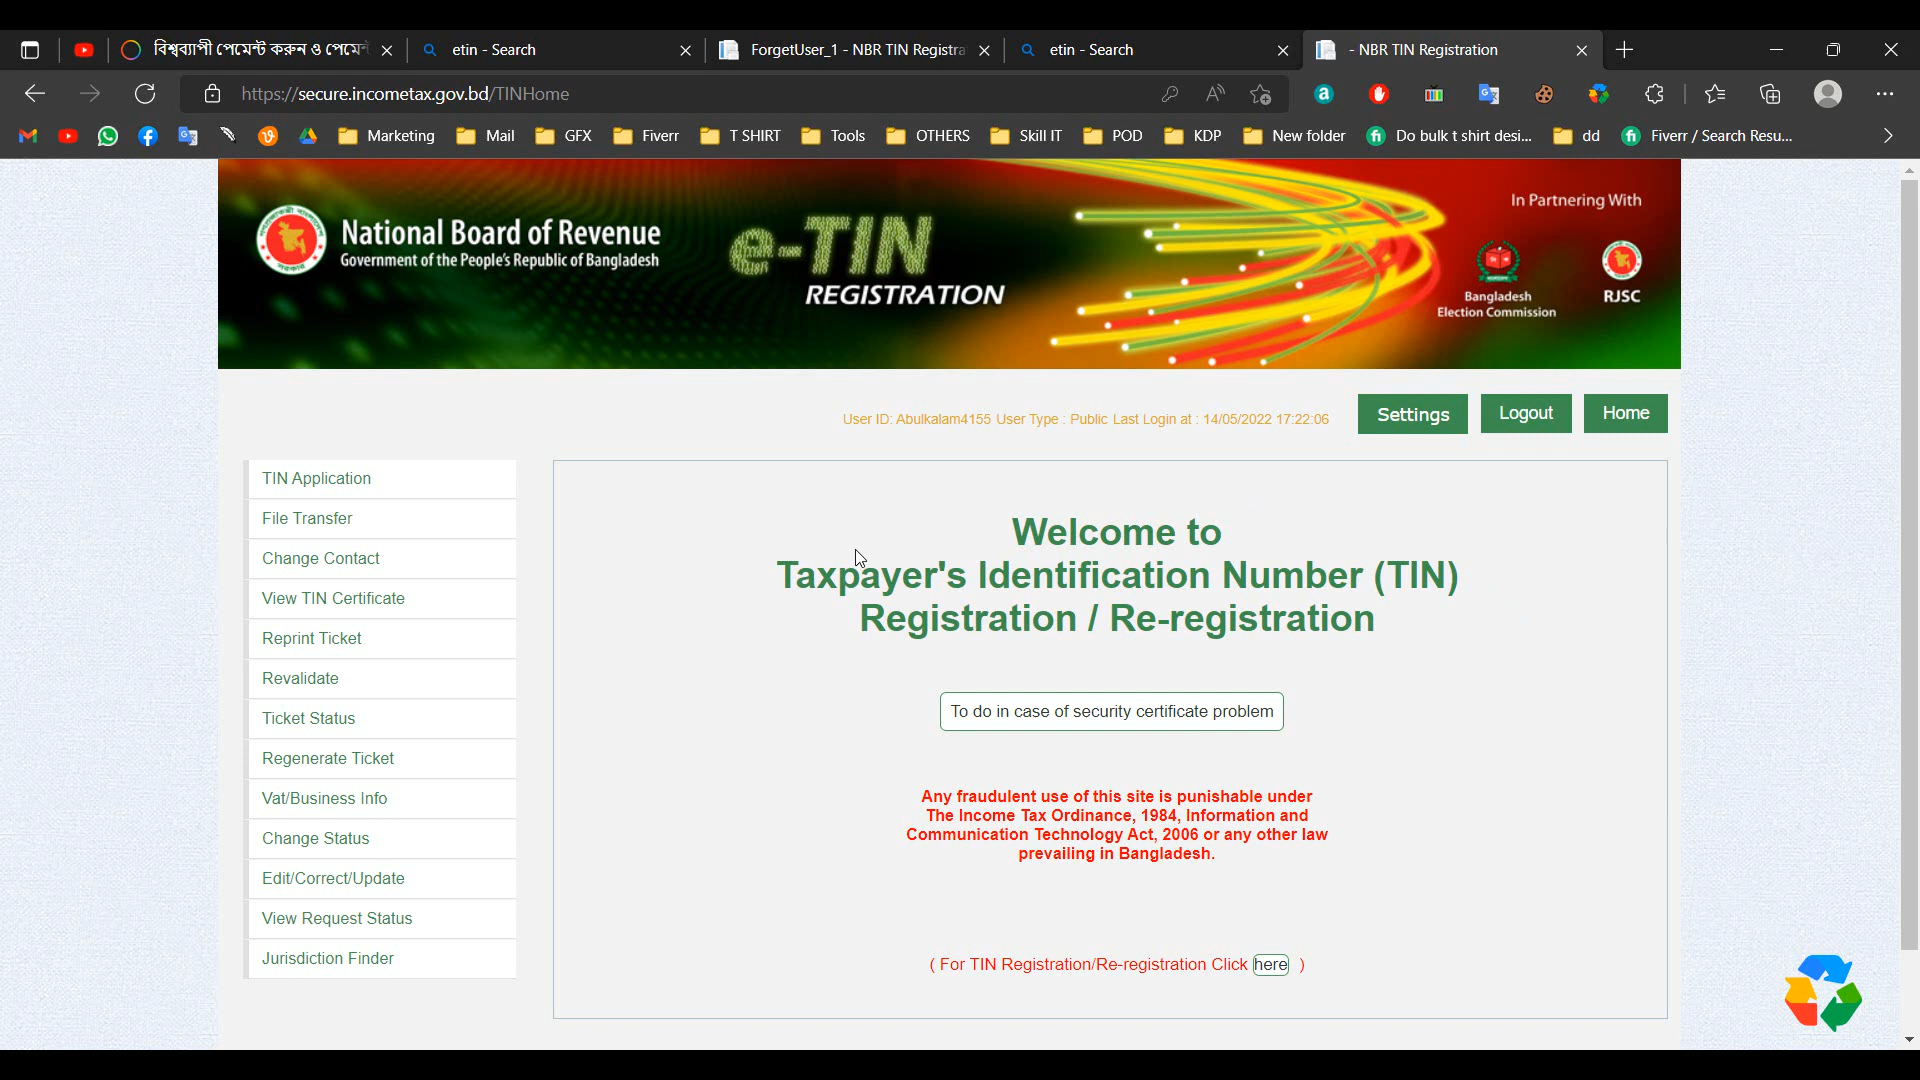 বিশ্বব্যাপী পেমেন্ট করুন ও পেমে
etin - Search
ForgetUser_1 - NBR TIN Registra
etin - Search
- NBR TIN Registration
https://secure.incometax.gov.bd/TINHome
Marketing
Mail
GFX
Fiverr
T SHIRT
Tools
OTHERS
Skill IT
POD
KDP
New folder
Do bulk t shirt desi...
dd
Fiverr / Search Resu...
National Board of Revenue
Government of the People's Republic of Bangladesh
e-TIN
REGISTRATION
In Partnering With
Bangladesh
Election Commission
RJSC
User ID: Abulkalam4155 User Type : Public Last Login at : 14/05/2022 17:22:06
Settings
Logout
Home
TIN Application
File Transfer
Change Contact
View TIN Certificate
Reprint Ticket
Revalidate
Ticket Status
Regenerate Ticket
Vat/Business Info
Change Status
Edit/Correct/Update
View Request Status
Jurisdiction Finder
Welcome to
Taxpayer's Identification Number (TIN)
Registration / Re-registration
To do in case of security certificate problem
Any fraudulent use of this site is punishable under
The Income Tax Ordinance, 1984, Information and
Communication Technology Act, 2006 or any other law
prevailing in Bangladesh.
( For TIN Registration/Re-registration Click here )